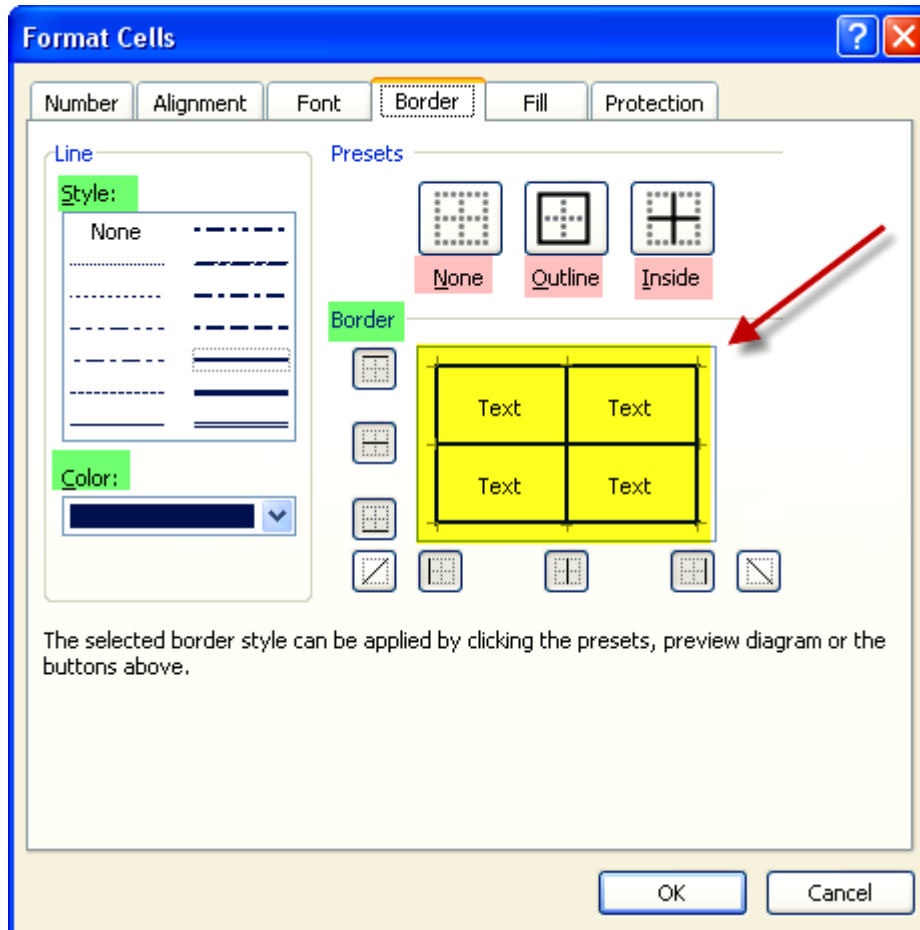 Format Cells
?
Number Alignment Font Border Fill Protection
Line
Style:
None
Color:
Presets
None Outline Inside
Border
Text Text
Text Text
The selected border style can be applied by clicking the presets, preview diagram or the
buttons above.
OK Cancel